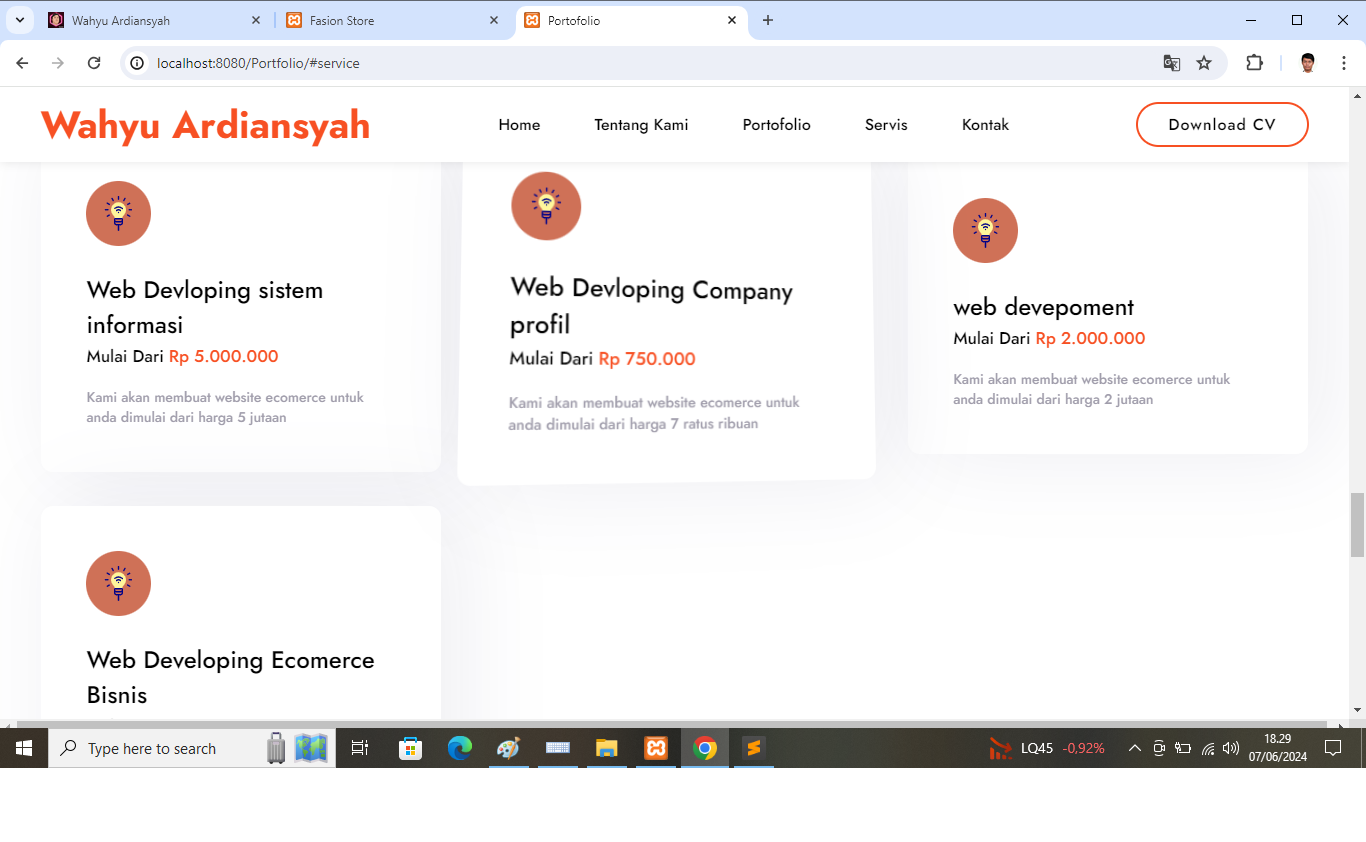 Wahyu Ardiansyah
Fasion Store
Portofolio
localhost:8080/Portfolio/#service
Wahyu Ardiansyah
Home
Tentang Kami
Portofolio
Servis
Kontak
Download CV
Web Devloping sistem
informasi
Mulai Dari Rp 5.000.000
Kami akan membuat website ecomerce untuk
anda dimulai dari harga 5 jutaan
Web Devloping Company
profil
Mulai Dari Rp 750.000
Kami akan membuat website ecomerce untuk
anda dimulai dari harga 7 ratus ribuan
web devepoment
Mulai Dari Rp 2.000.000
Kami akan membuat website ecomerce untuk
anda dimulai dari harga 2 jutaan
Web Developing Ecomerce
Bisnis
Type here to search
LQ45 -0,92%
18.29
07/06/2024